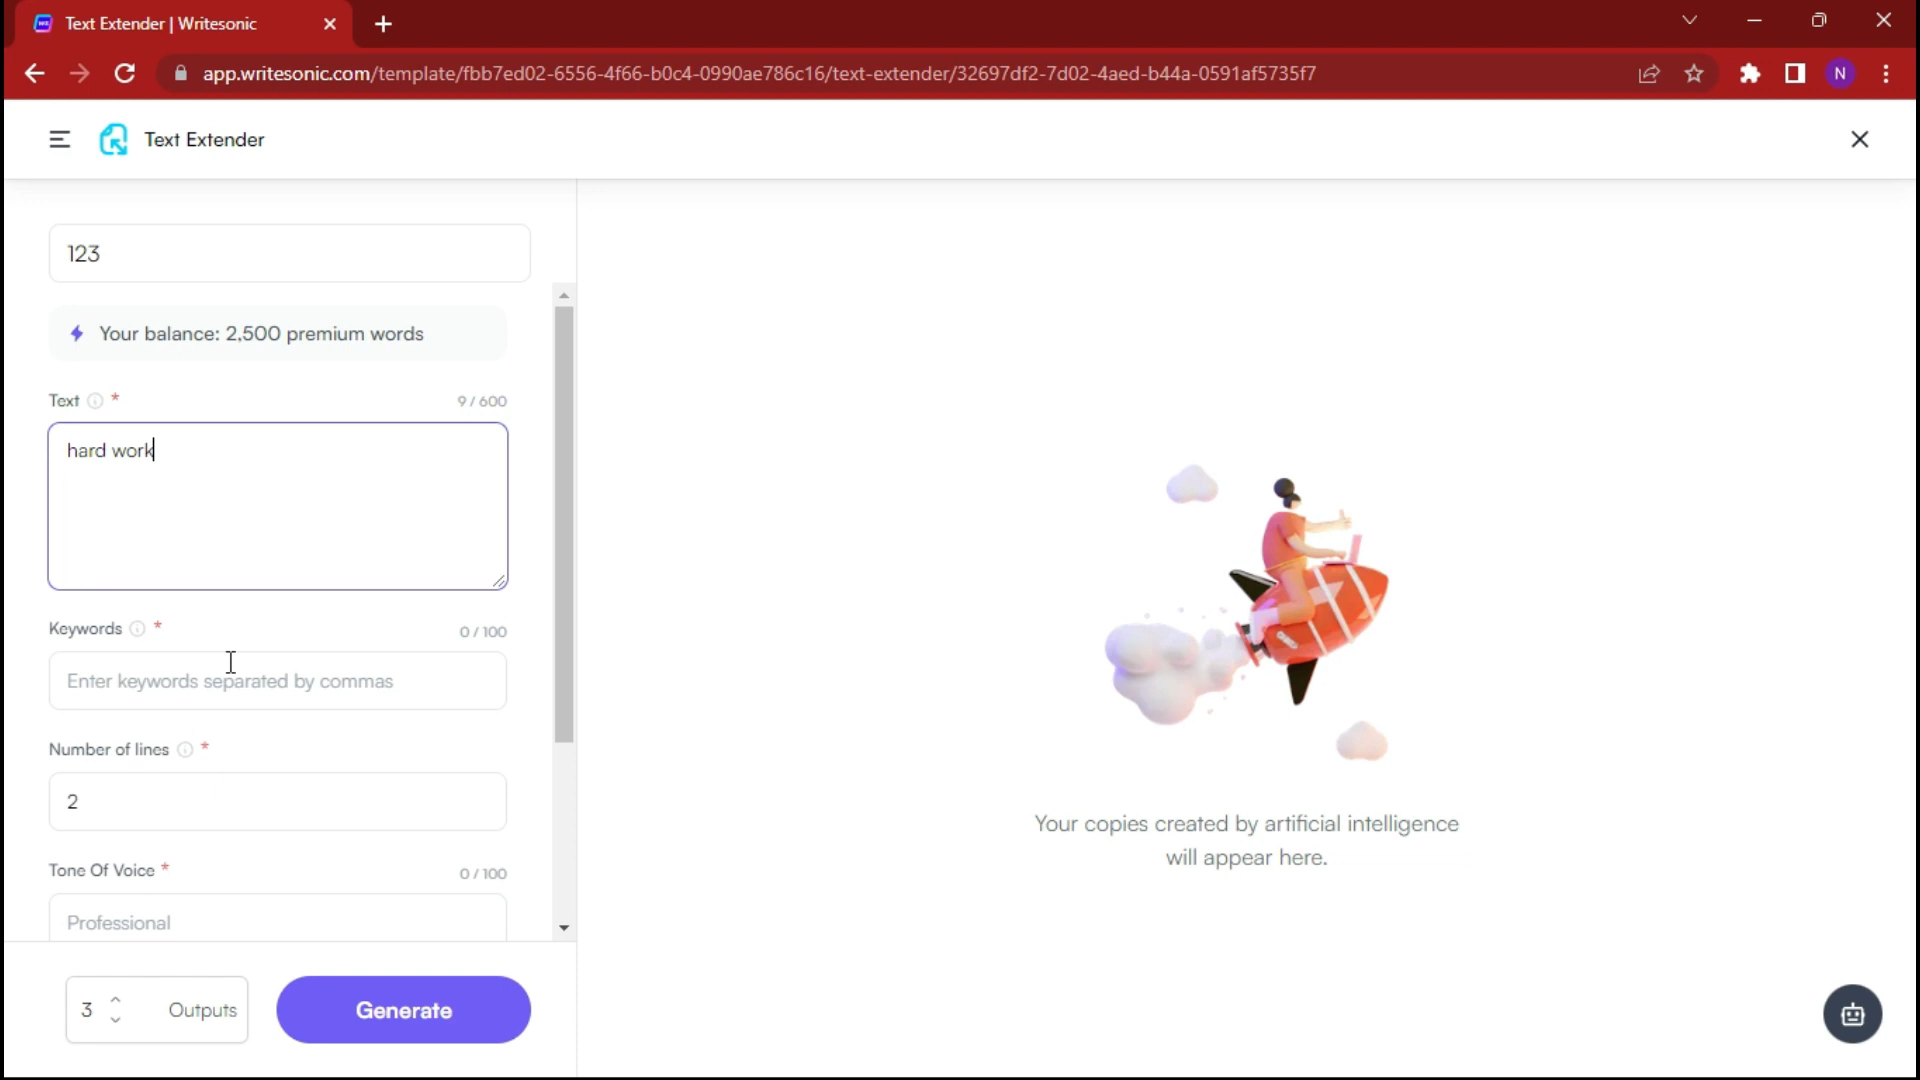 Text Extender | Writesonic
app.writesonic.com/template/fbb7ed02-6556-4f66-b0c4-0990ae786c16/text-extender/32697df2-7d02-4aed-b44a-0591af5735f7
N
Text Extender
123
Your balance: 2,500 premium words
Text * 9 / 600
hard work
Keywords * 0 / 100
Enter keywords separated by commas
Number of lines *
2
Tone Of Voice * 0 / 100
Professional
3 Outputs
Generate
Your copies created by artificial intelligence
will appear here.